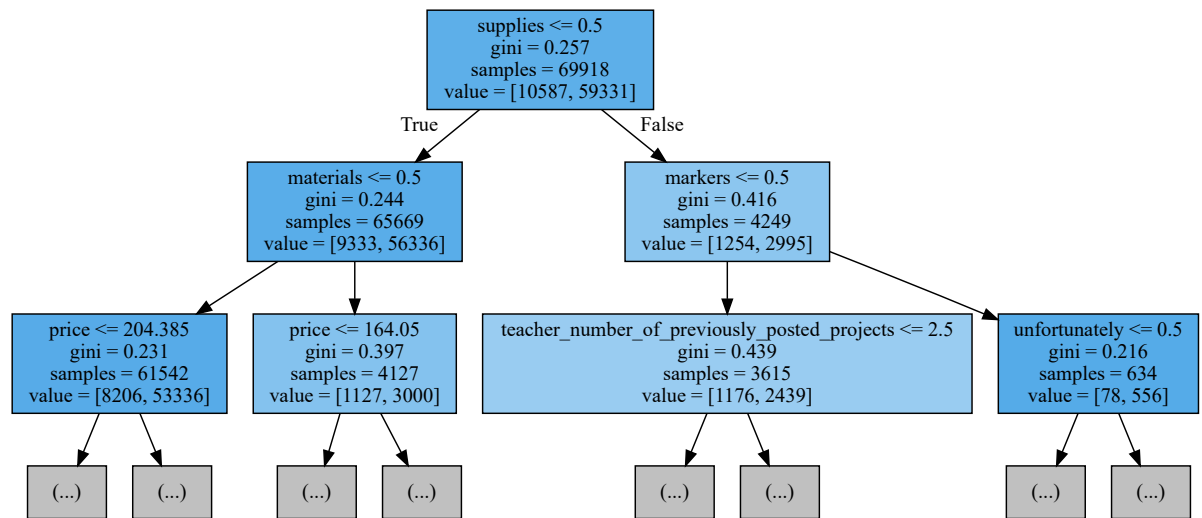 supplies <= 0.5
gini = 0.257
samples = 69918
value = [10587, 59331]
True
False
materials <= 0.5
gini = 0.244
samples = 65669
value = [9333, 56336]
markers <= 0.5
gini = 0.416
samples = 4249
value = [1254, 2995]
price <= 204.385
gini = 0.231
samples = 61542
value = [8206, 53336]
price <= 164.05
gini = 0.397
samples = 4127
value = [1127, 3000]
teacher_number_of_previously_posted_projects <= 2.5
gini = 0.439
samples = 3615
value = [1176, 2439]
unfortunately <= 0.5
gini = 0.216
samples = 634
value = [78, 556]
(...)
(...)
(...)
(...)
(...)
(...)
(...)
(...)